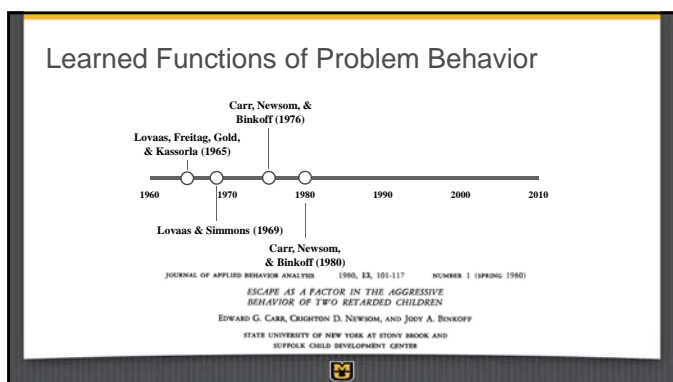 Learned Functions of Problem Behavior
Carr, Newsom, &
Binkoff (1976)
Lovaas, Freitag, Gold,
& Kassorla (1965)
1960 1970 1980 1990 2000 2010
Lovaas & Simmons (1969)
Carr, Newsom,
& Binkoff (1980)
JOURNAL OF APPLIED BEHAVIOR ANALYSIS 1980, 13, 101-117 NUMBER 1 (SPRING 1980)
ESCAPE AS A FACTOR IN THE AGGRESSIVE
BEHAVIOR OF TWO RETARDED CHILDREN
EDWARD G. CARR, CRIGHTON D. NEWSOM, AND JODY A. BINKOFF
STATE UNIVERSITY OF NEW YORK AT STONY BROOK AND
SUFFOLK CHILD DEVELOPMENT CENTER